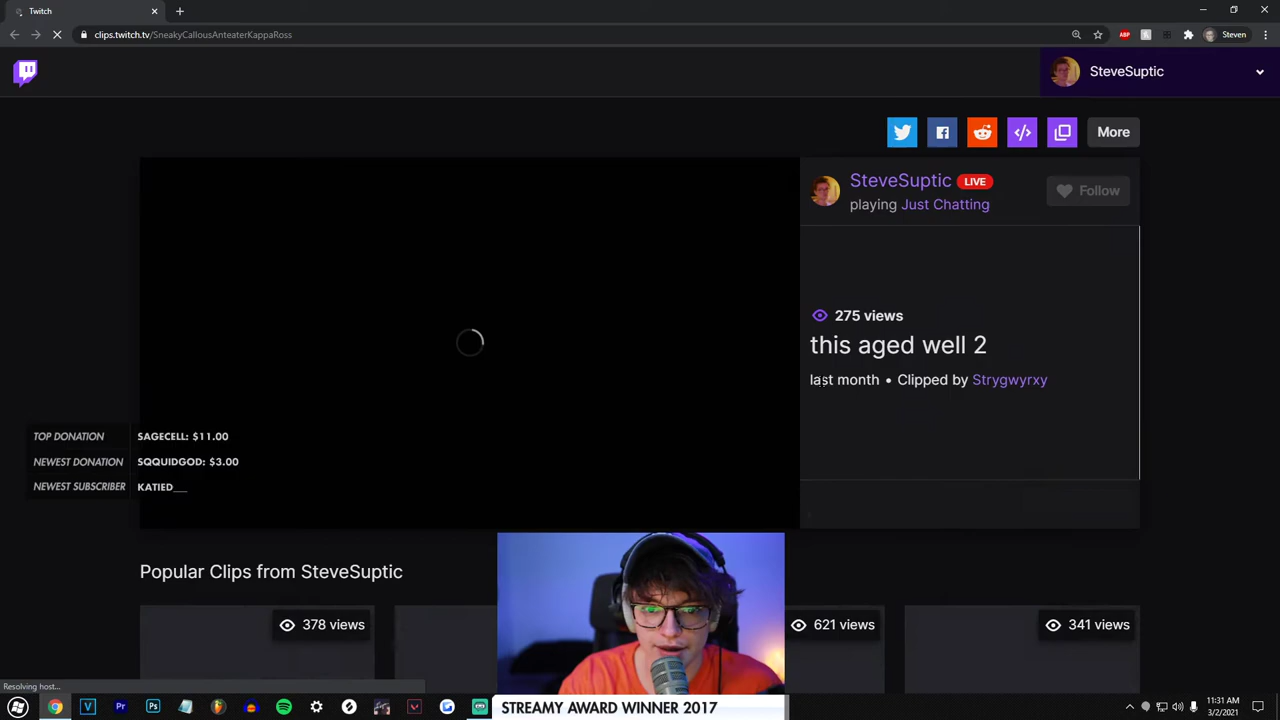 Twitch
clips.twitch.tv/SneakyCallousAnteaterKappaRoss
ABP
Steven
SteveSuptic
More
SteveSuptic LIVE
playing Just Chatting
Follow
275 views
this aged well 2
last month • Clipped by Strygwyrxy
TOP DONATION SAGECELL: $11.00
NEWEST DONATION SQQUIDGOD: $3.00
NEWEST SUBSCRIBER KATIED___
Popular Clips from SteveSuptic
378 views
621 views
341 views
Resolving host...
STREAMY AWARD WINNER 2017
11:31 AM
3/2/2021